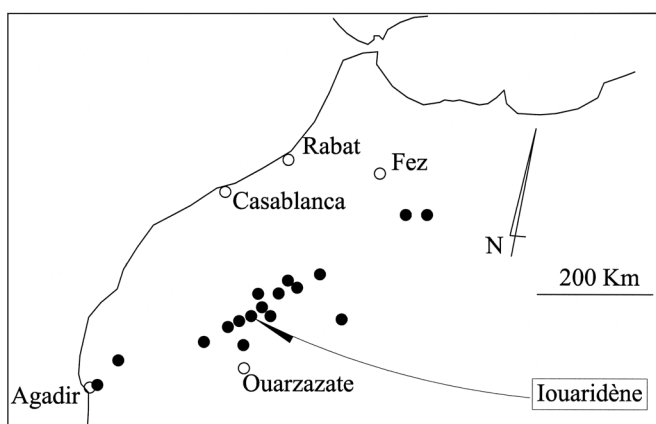 Rabat
Fez
Casablanca
N
200 Km
Agadir
Ouarzazate
Iouaridène